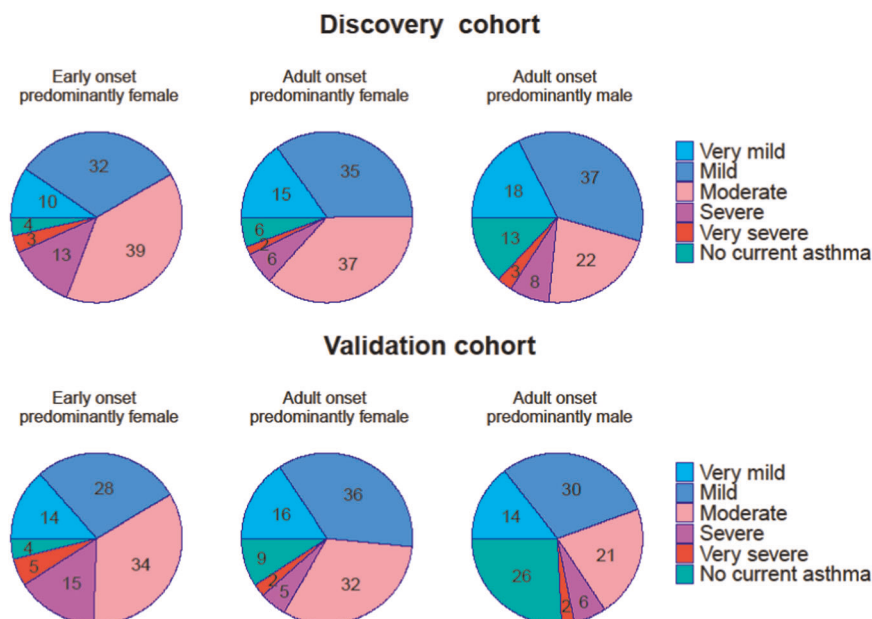 Discovery cohort
Early onset
predominantly female
Adult onset
predominantly female
Adult onset
predominantly male
32
10
4
3
13
39
35
15
6
2
6
37
37
18
13
3
8
22
Very mild
Mild
Moderate
Severe
Very severe
No current asthma
Validation cohort
Early onset
predominantly female
Adult onset
predominantly female
Adult onset
predominantly male
28
14
4
5
15
34
36
16
9
2
5
32
30
14
26
2
6
21
Very mild
Mild
Moderate
Severe
Very severe
No current asthma